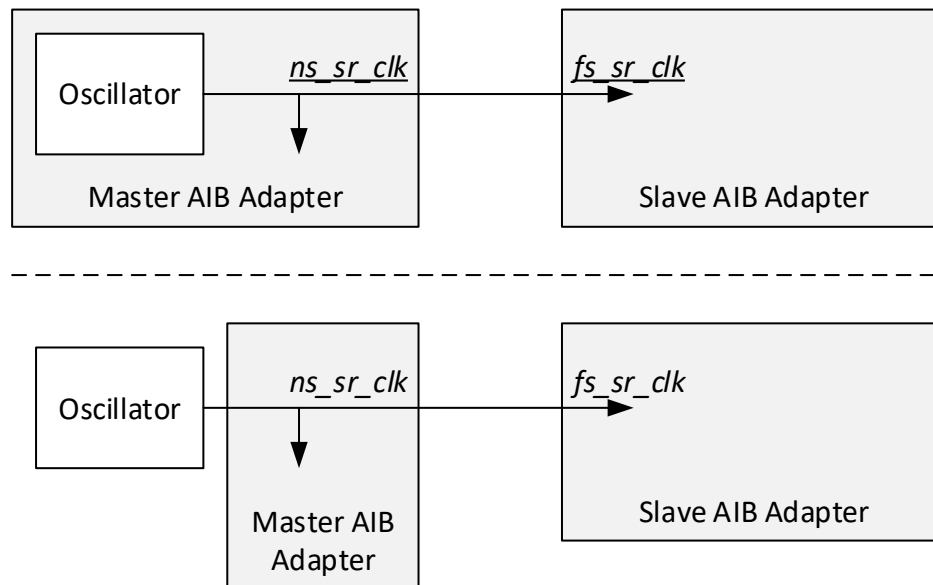 ns_sr_clk
fs_sr_clk
Oscillator
Master AIB Adapter
Slave AIB Adapter
ns_sr_clk
fs_sr_clk
Oscillator
Master AIB
Adapter
Slave AIB Adapter